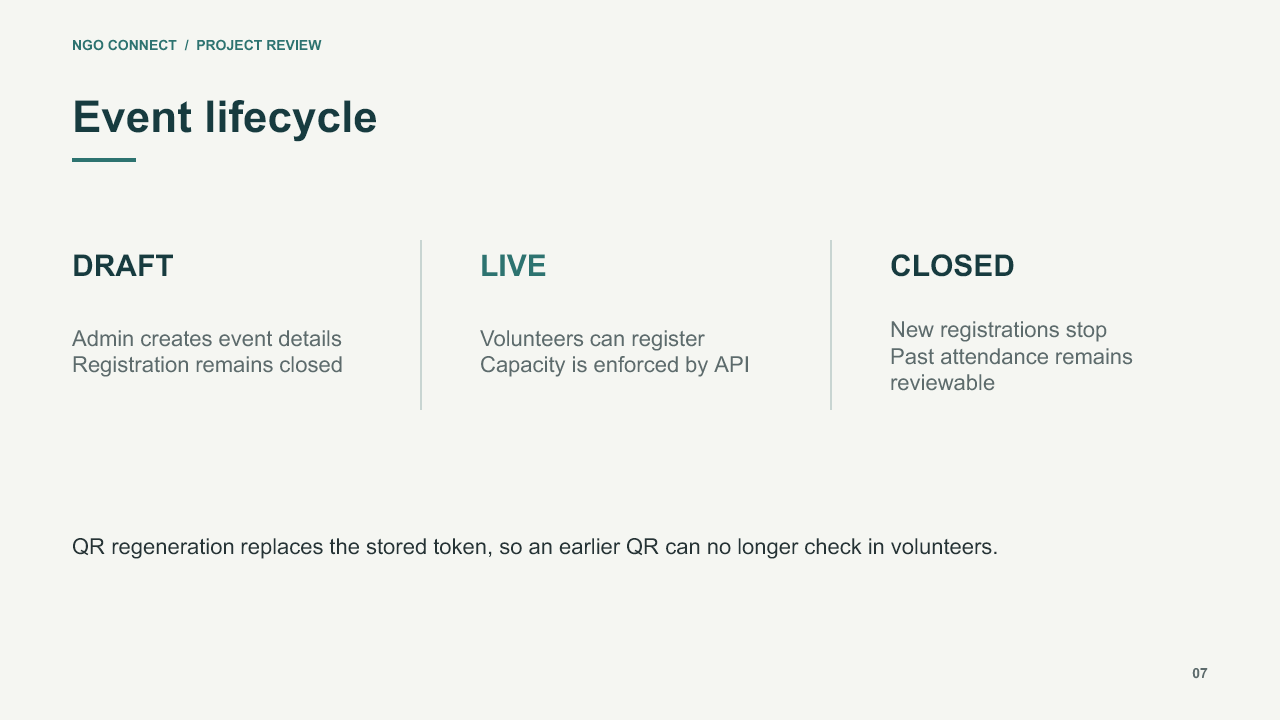 NGO CONNECT / PROJECT REVIEW
Event lifecycle
DRAFT
Admin creates event details
Registration remains closed
LIVE
Volunteers can register
Capacity is enforced by API
CLOSED
New registrations stop
Past attendance remains
reviewable
QR regeneration replaces the stored token, so an earlier QR can no longer check in volunteers.
07